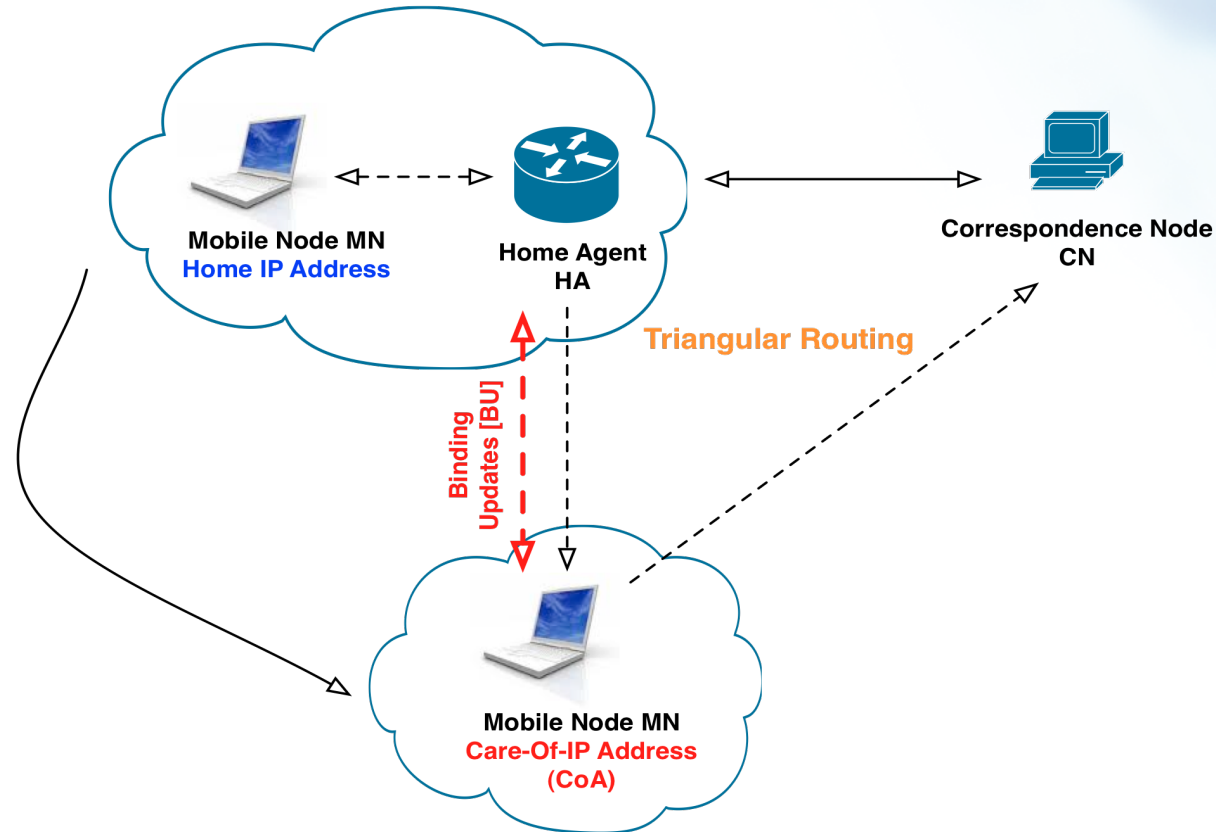 Mobile Node MN
Home IP Address
Home Agent
HA
Correspondence Node
CN
Triangular Routing
Binding
Updates [BU]
Mobile Node MN
Care-Of-IP Address
(CoA)